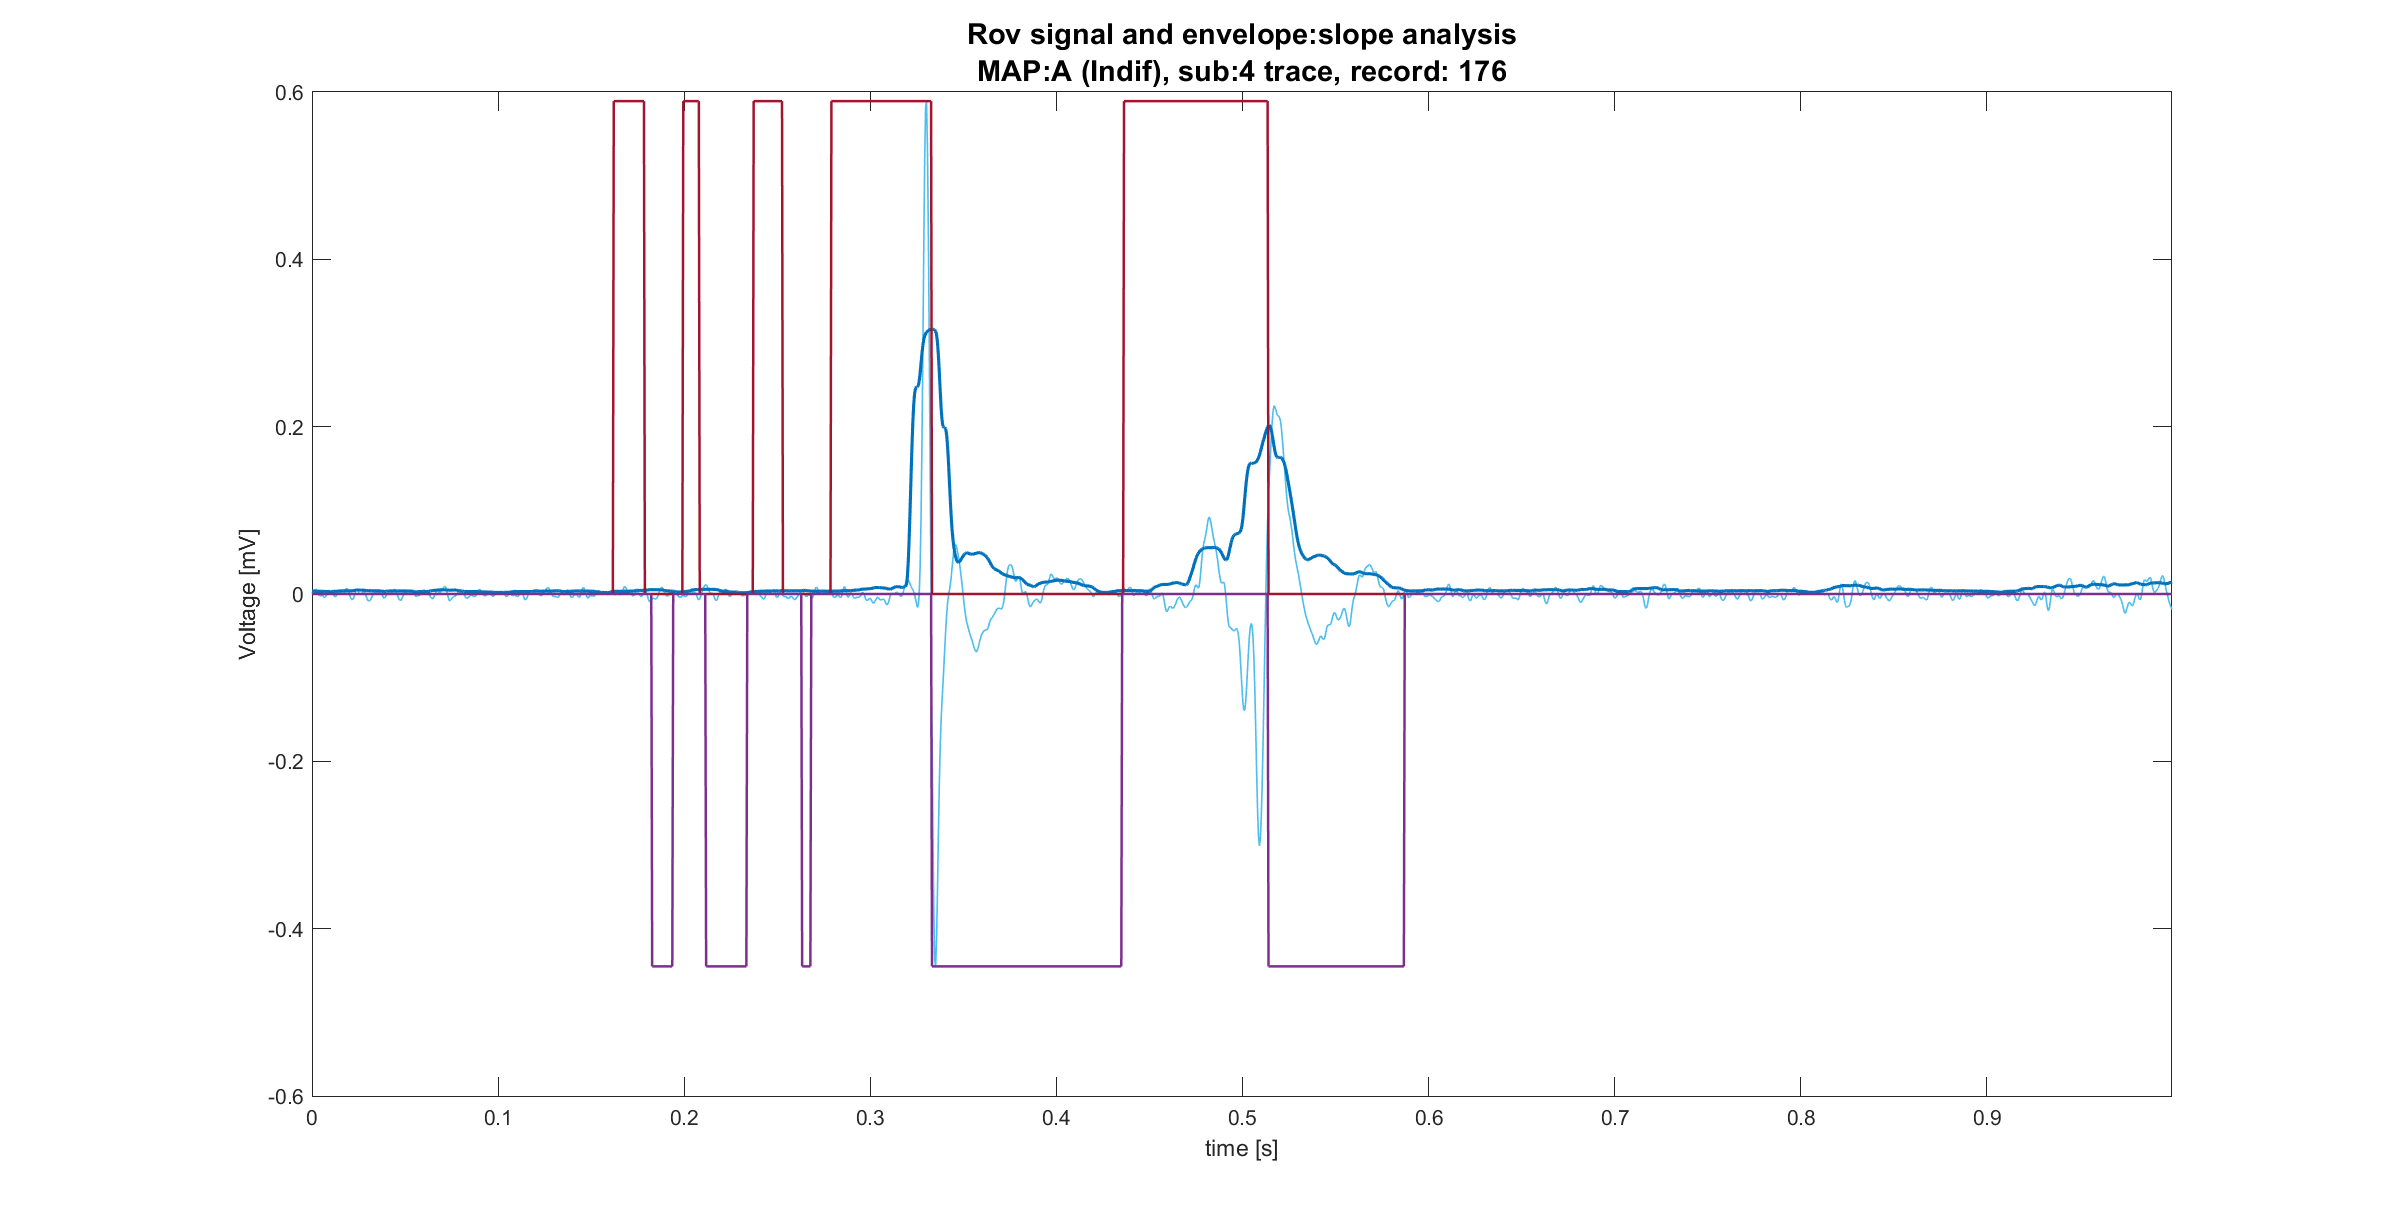 Rov signal and envelope:slope analysis
MAP:A (Indif), sub:4 trace, record: 176
0.6
0.4
0.2
0
-0.2
-0.4
-0.6
Voltage [mV]
0 0.1 0.2 0.3 0.4 0.5 0.6 0.7 0.8 0.9
time [s]